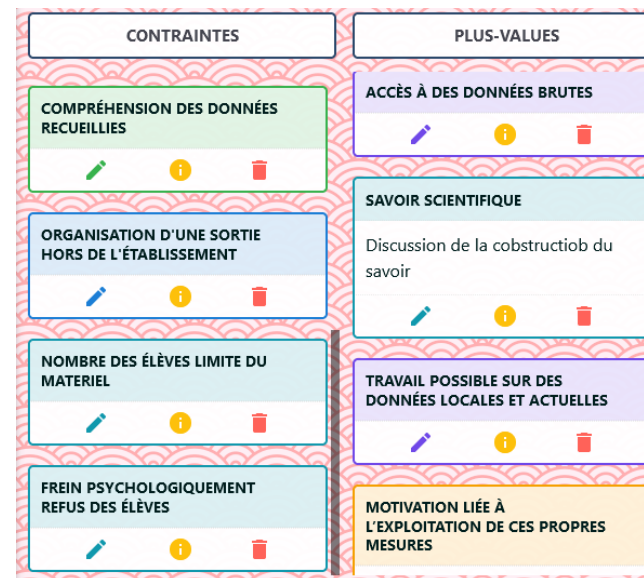 CONTRAINTES
COMPRÉHENSION DES DONNÉES
RECUEILLIES
ORGANISATION D'UNE SORTIE
HORS DE L'ÉTABLISSEMENT
NOMBRE DES ÉLÈVES LIMITE DU
MATERIEL
FREIN PSYCHOLOGIQUEMENT
REFUS DES ÉLÈVES
PLUS-VALUES
ACCÈS À DES DONNÉES BRUTES
SAVOIR SCIENTIFIQUE
Discussion de la cobstructiob du
savoir
TRAVAIL POSSIBLE SUR DES
DONNÉES LOCALES ET ACTUELLES
MOTIVATION LIÉE À
L'EXPLOITATION DE CES PROPRES
MESURES